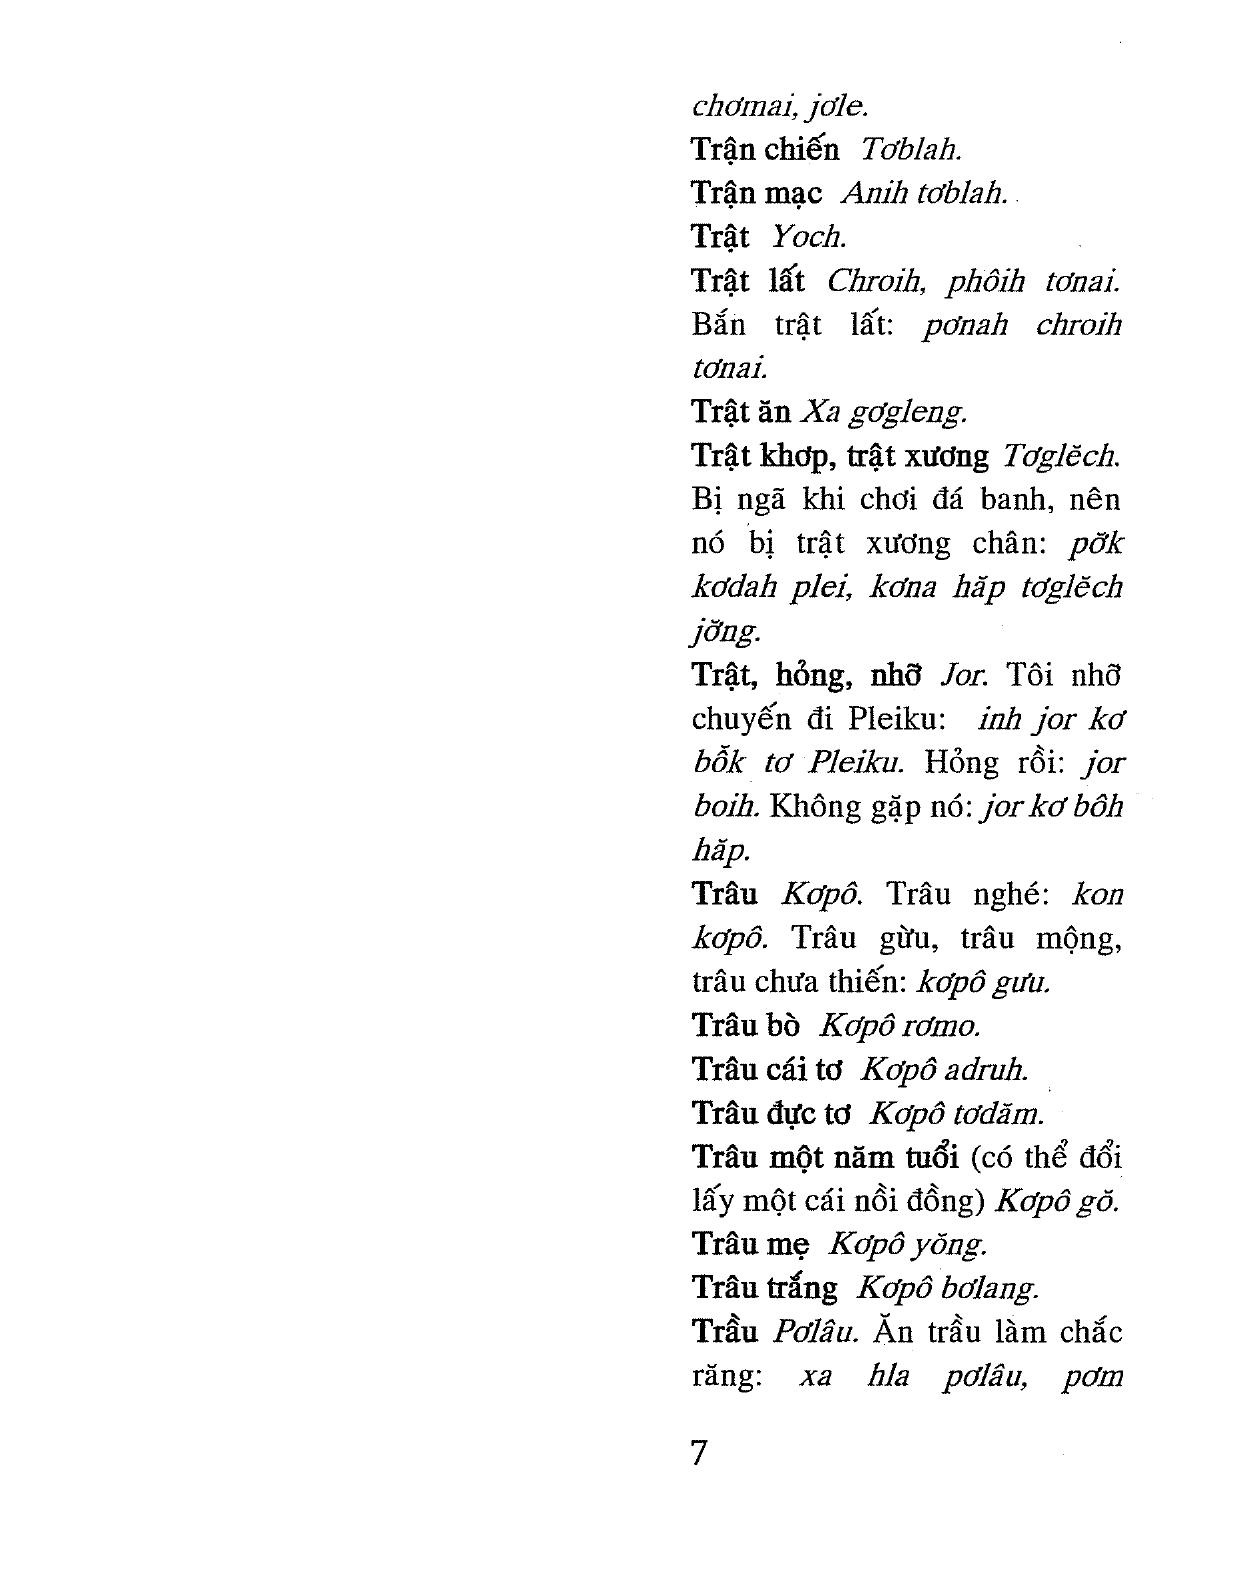 chơmai, jơle.
Trận chiến Tơblah.
Trận mạc Anih tơblah.
Trật Yoch.
Trật lất Chroih, phôih tơnai.
Bắn trật lất: pơnah chroih
tơnai.
Trật ăn Xa gơgleng.
Trật khơp, trật xương Tơglĕch.
Bị ngã khi chơi đá banh, nên
nó bị trật xương chân: pơ̆k
kơdah plei, kơna hăp tơglĕch
jơ̆ng.
Trật, hỏng, nhỡ Jor. Tôi nhỡ
chuyến đi Pleiku: inh jor kơ
bô̆k tơ Pleiku. Hỏng rồi: jor
boih. Không gặp nó: jor kơ bôh
hăp.
Trâu Kơpô. Trâu nghé: kon
kơpô. Trâu gừu, trâu mộng,
trâu chưa thiến: kơpô gưu.
Trâu bò Kơpô rơmo.
Trâu cái tơ Kơpô adruh.
Trâu đực tơ Kơpô tơdăm.
Trâu một năm tuổi (có thể đổi
lấy một cái nồi đồng) Kơpô gŏ.
Trâu mẹ Kơpô yŏng.
Trâu trắng Kơpô bơlang.
Trầu Pơlâu. Ăn trầu làm chắc
răng: xa hla pơlâu, pơm
7